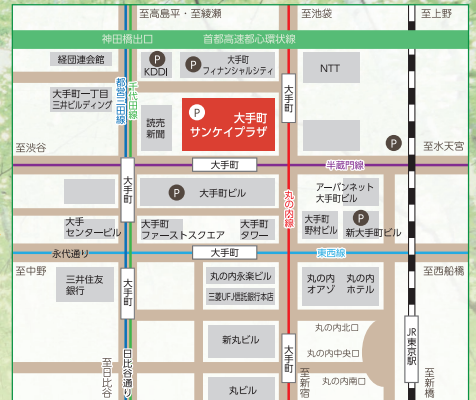 至高島平・至綾瀬
至池袋
至上野
神田橋出口
首都高速都心環状線
経団連会館
P
KDDI
P
大手町
フィナンシャルシティ
NTT
大手町一丁目
三井ビルディング
都営三田線
千代田線
読売
新聞
P
大手町
サンケイプラザ
大手町
P
至渋谷
至水天宮
大手町
半蔵門線
大手町
P
大手町ビル
丸の内線
アーバンネット
大手町ビル
大手
センタービル
大手町
ファーストスクエア
大手町
タワー
大手町
野村ビル
P
新大手町ビル
永代通り
大手町
東西線
至中野
至西船橋
三井住友
銀行
大手町
丸の内永楽ビル
三菱UFJ信託銀行本店
丸の内
オアゾ
丸の内
ホテル
新丸ビル
大手町
丸の内北口
丸の内中央口
丸の内南口
JR東京駅
至日比谷
日比谷通り
丸ビル
至新宿
至新橋